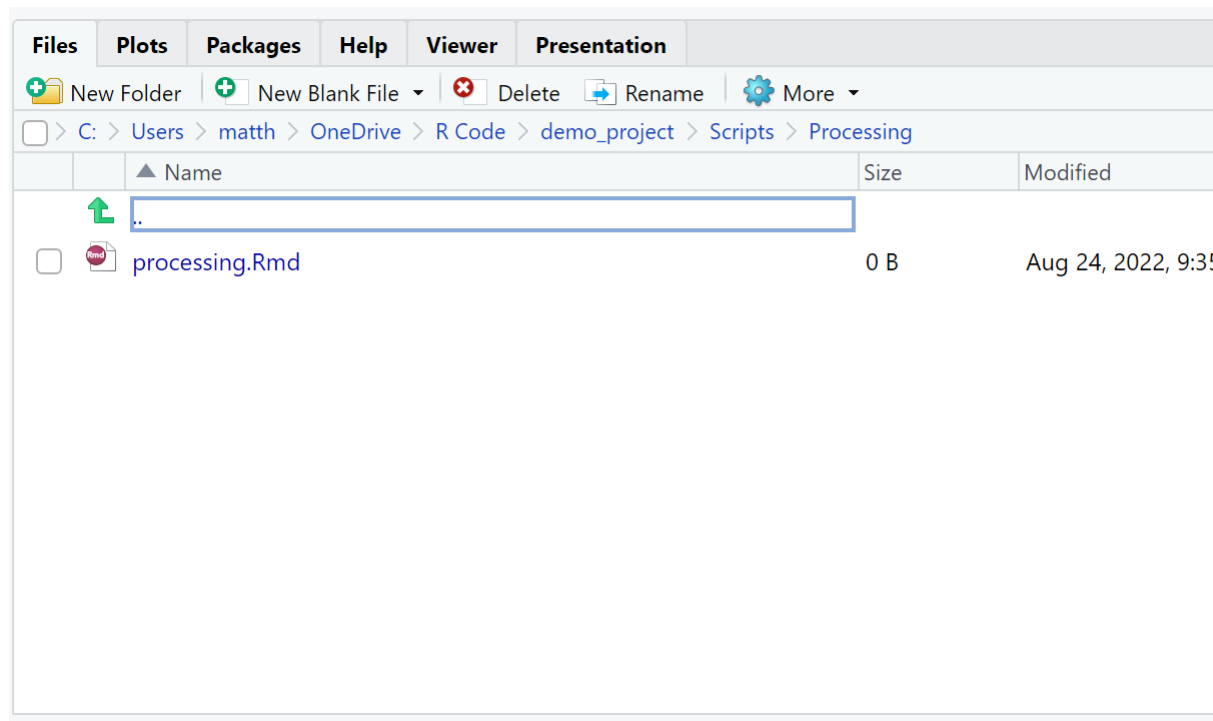 Files Plots Packages Help Viewer Presentation
New Folder New Blank File Delete Rename More
C: > Users > matth > OneDrive > R Code > demo_project > Scripts > Processing
Name Size Modified
..
Rmd processing.Rmd 0 B Aug 24, 2022, 9:35